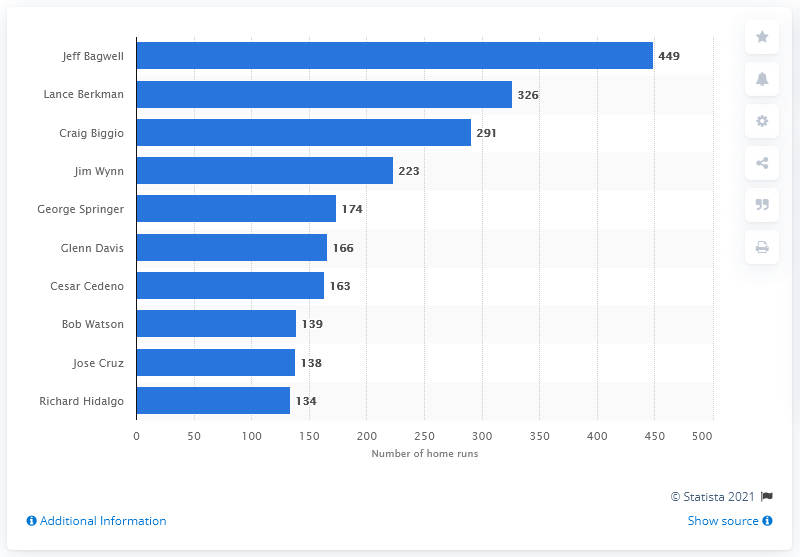 Jeff Bagwell 449
Lance Berkman 326
Craig Biggio 291
Jim Wynn 223
George Springer 174
Glenn Davis 166
Cesar Cedeno 163
Bob Watson 139
Jose Cruz 138
Richard Hidalgo 134
0 50 100 150 200 250 300 350 400 450 500
Number of home runs
© Statista 2021
Additional Information
Show source